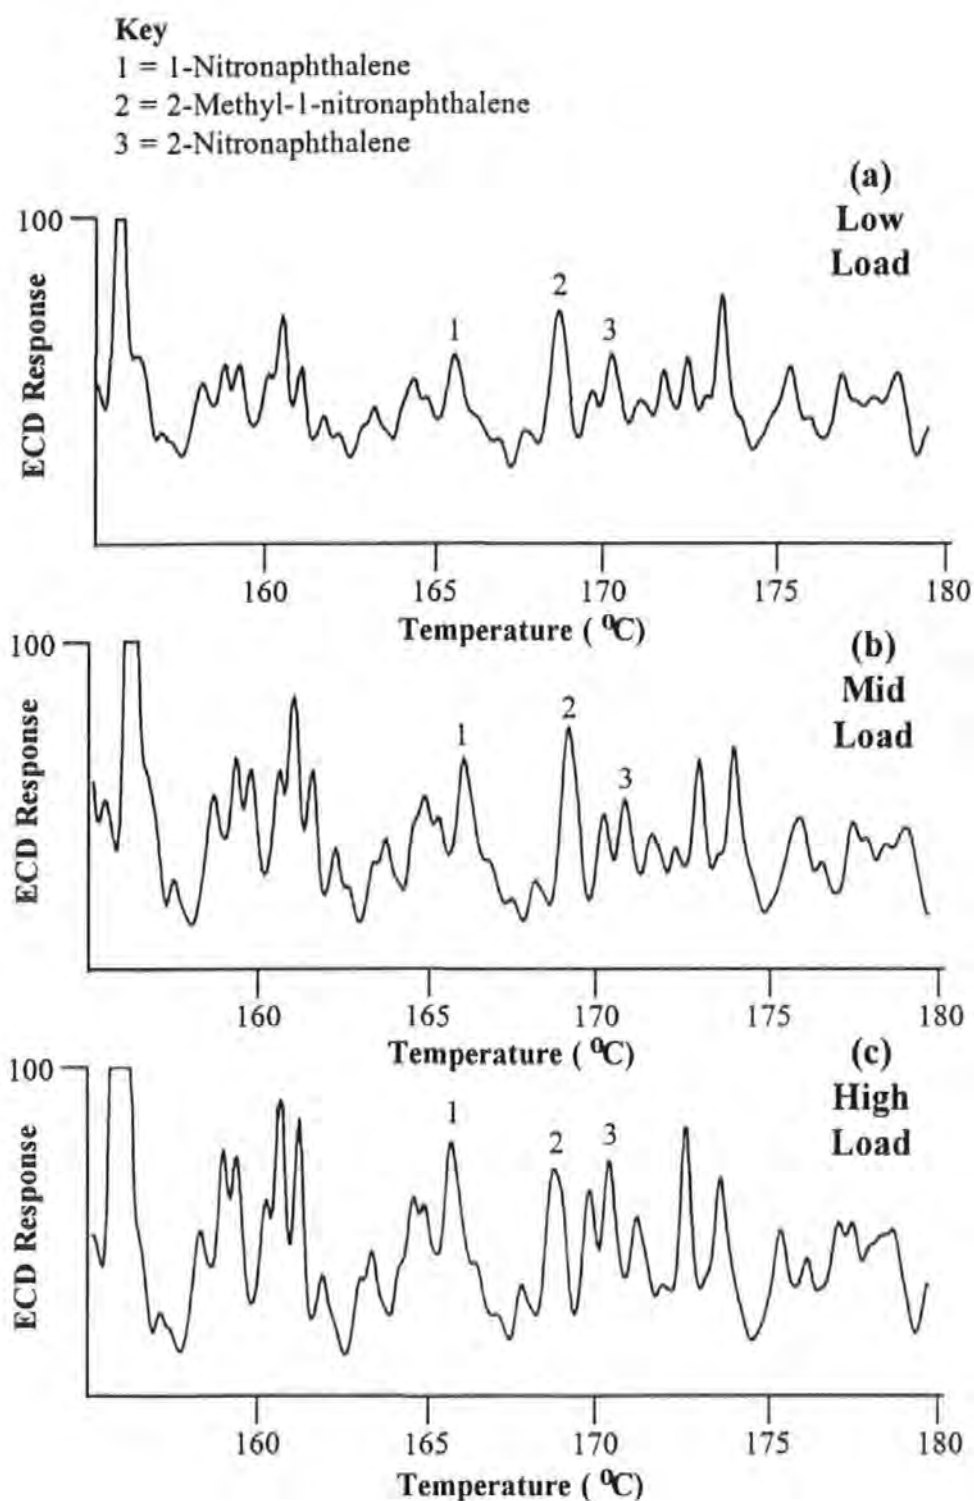 Key
1 = 1-Nitronaphthalene
2 = 2-Methyl-1-nitronaphthalene
3 = 2-Nitronaphthalene
(a)
Low
Load
100
ECD Response
1
2
3
160
165
170
175
180
Temperature ( ⁰C)
(b)
Mid
Load
100
ECD Response
1
2
3
160
165
170
175
180
Temperature ( ⁰C)
(c)
High
Load
100
ECD Response
1
2
3
160
165
170
175
180
Temperature ( ⁰C)